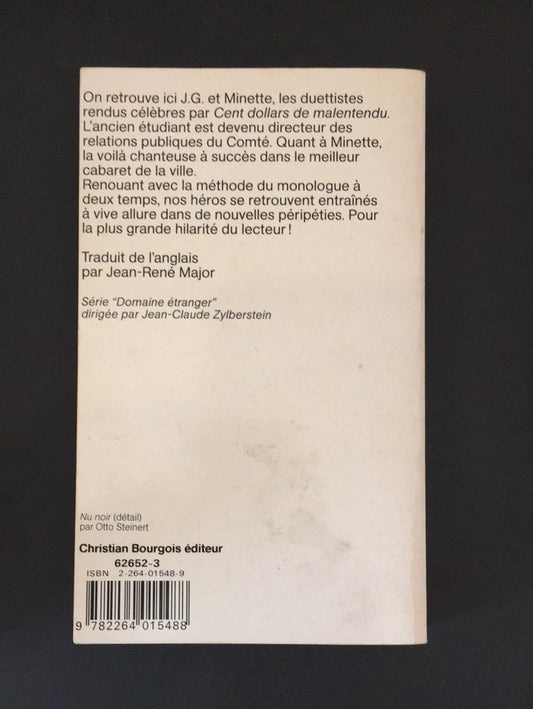 On retrouve ici J.G. et Minette, les duettistes
rendus célèbres par Cent dollars de malentendu.
L'ancien étudiant est devenu directeur des
relations publiques du Comté. Quant à Minette,
la voilà chanteuse à succès dans le meilleur
cabaret de la ville.
Renouant avec la méthode du monologue à
deux temps, nos héros se retrouvent entraînés
à vive allure dans de nouvelles péripéties. Pour
la plus grande hilarité du lecteur !
Traduit de l'anglais
par Jean-René Major
Série "Domaine étranger"
dirigée par Jean-Claude Zylberstein
Nu noir (détail)
par Otto Steinert
Christian Bourgois éditeur
62652-3
ISBN 2-264-01548-9
9 782264 015488